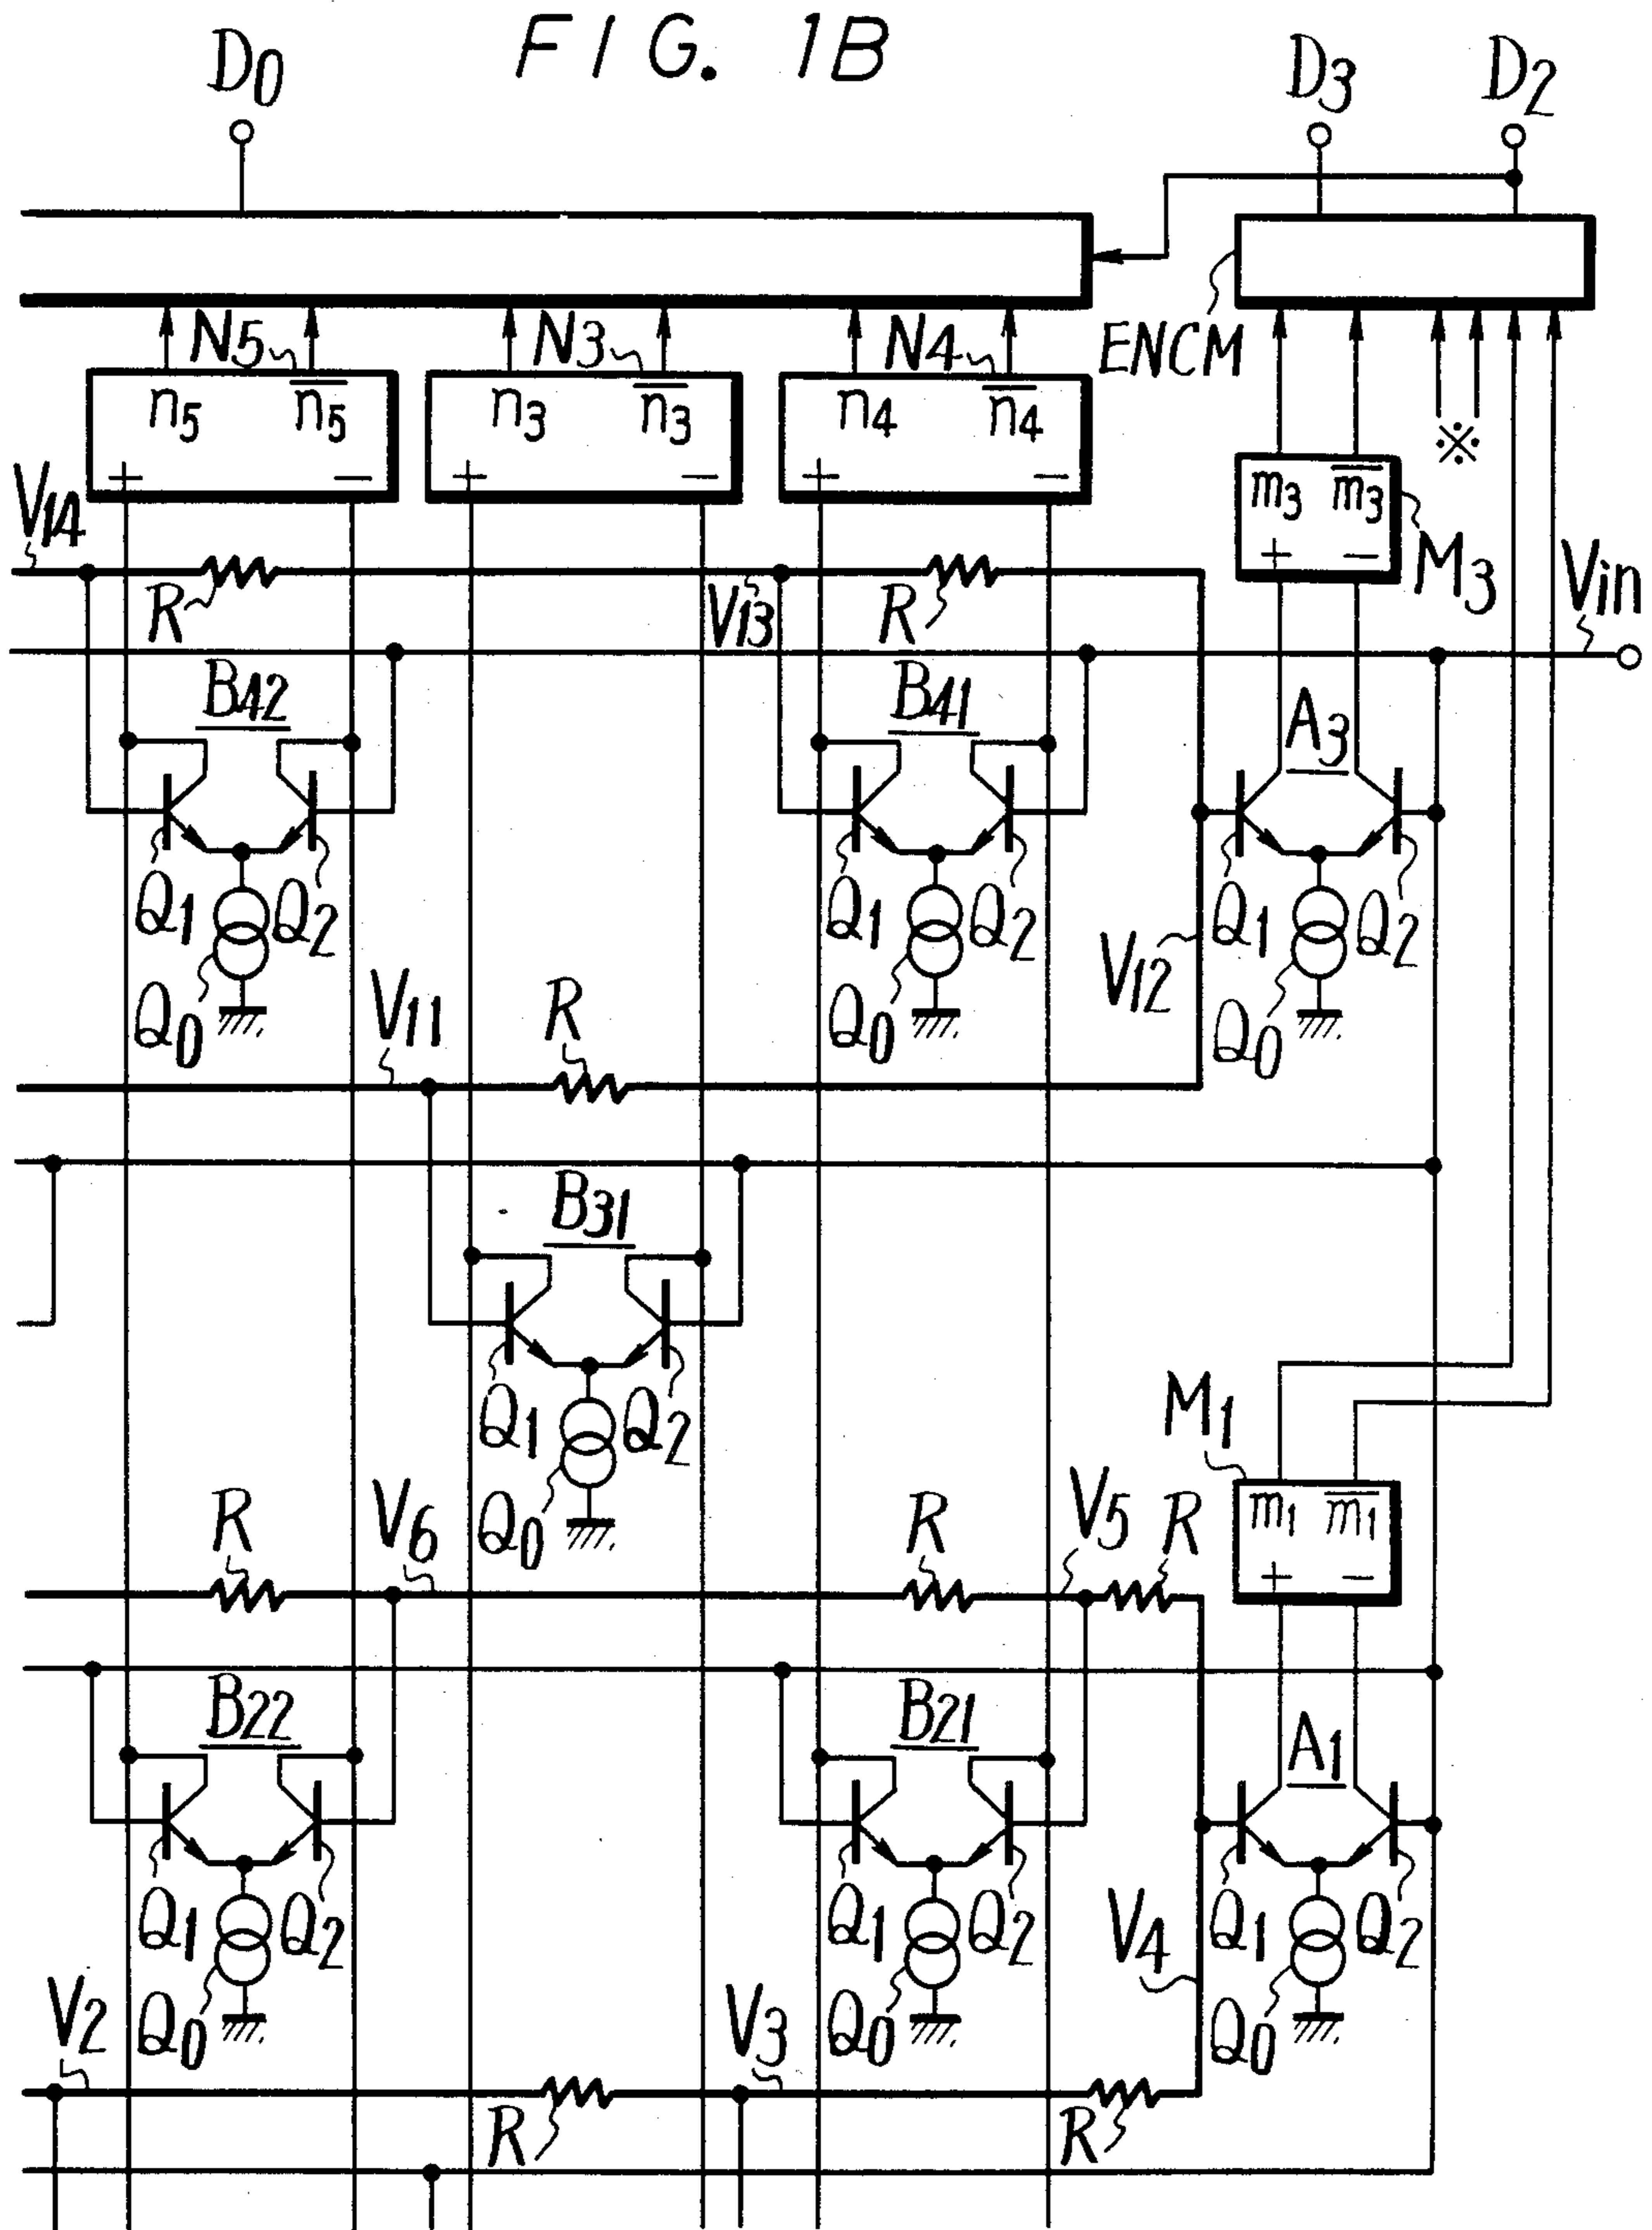 FIG. 1B
D0
D3
D2
N5
N3
N4
ENCM
n5 n̅5̅
n3 n̅3̅
n4 n̅4̅
+ −
+ −
+ −
※
m3 m̅3̅
+ −
M3
V14
R
V13
R
Vin
B42
B41
A3
Q1 Q2
Q1 Q2
Q1 Q2
V12
Q0
Q0
Q0
V11
R
B31
Q1 Q2
Q0
M1
m1 m̅1̅
+ −
R
V6
R
V5
R
B22
B21
A1
Q1 Q2
Q1 Q2
Q1 Q2
V4
Q0
Q0
Q0
V2
V3
R
R